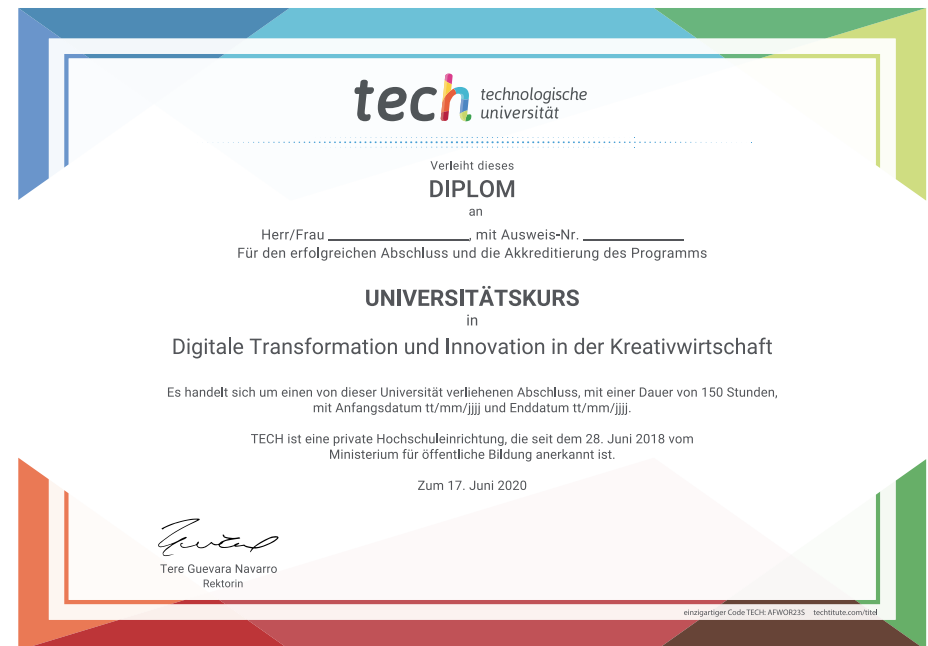 tech technologische
universität
Verleiht dieses
DIPLOM
an
Herr/Frau ____________, mit Ausweis-Nr. ____________
Für den erfolgreichen Abschluss und die Akkreditierung des Programms
UNIVERSITÄTSKURS
in
Digitale Transformation und Innovation in der Kreativwirtschaft
Es handelt sich um einen von dieser Universität verliehenen Abschluss, mit einer Dauer von 150 Stunden,
mit Anfangsdatum tt/mm/jjjj und Enddatum tt/mm/jjjj.
TECH ist eine private Hochschuleinrichtung, die seit dem 28. Juni 2018 vom
Ministerium für öffentliche Bildung anerkannt ist.
Zum 17. Juni 2020
Tere Guevara Navarro
Rektorin
einzigartiger Code TECH: AFWOR23S techtitute.com/titel